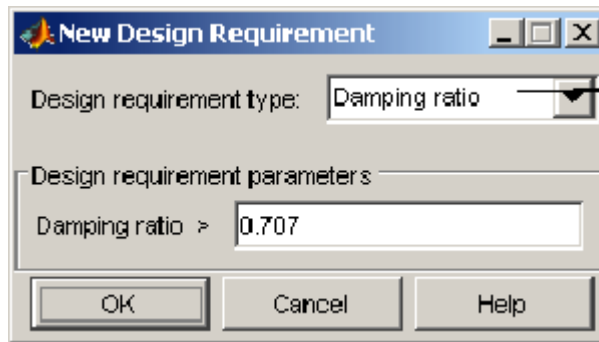 New Design Requirement
Design requirement type: Damping ratio
Design requirement parameters
Damping ratio > 0.707
OK Cancel Help